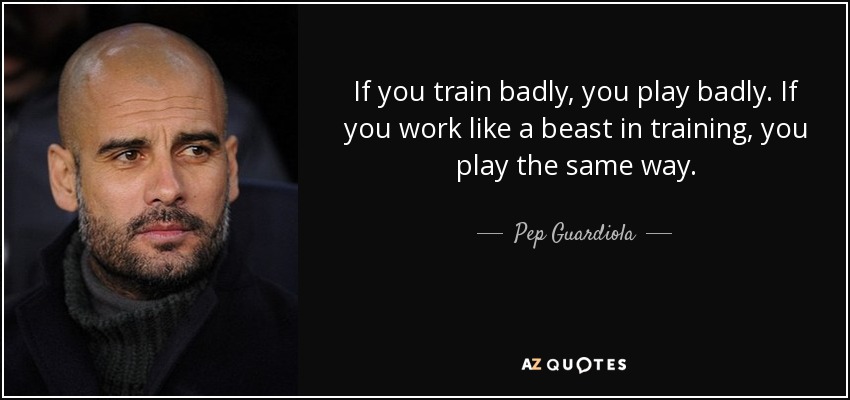 If you train badly, you play badly. If
you work like a beast in training, you
play the same way.
Pep Guardiola
AZ QUOTES